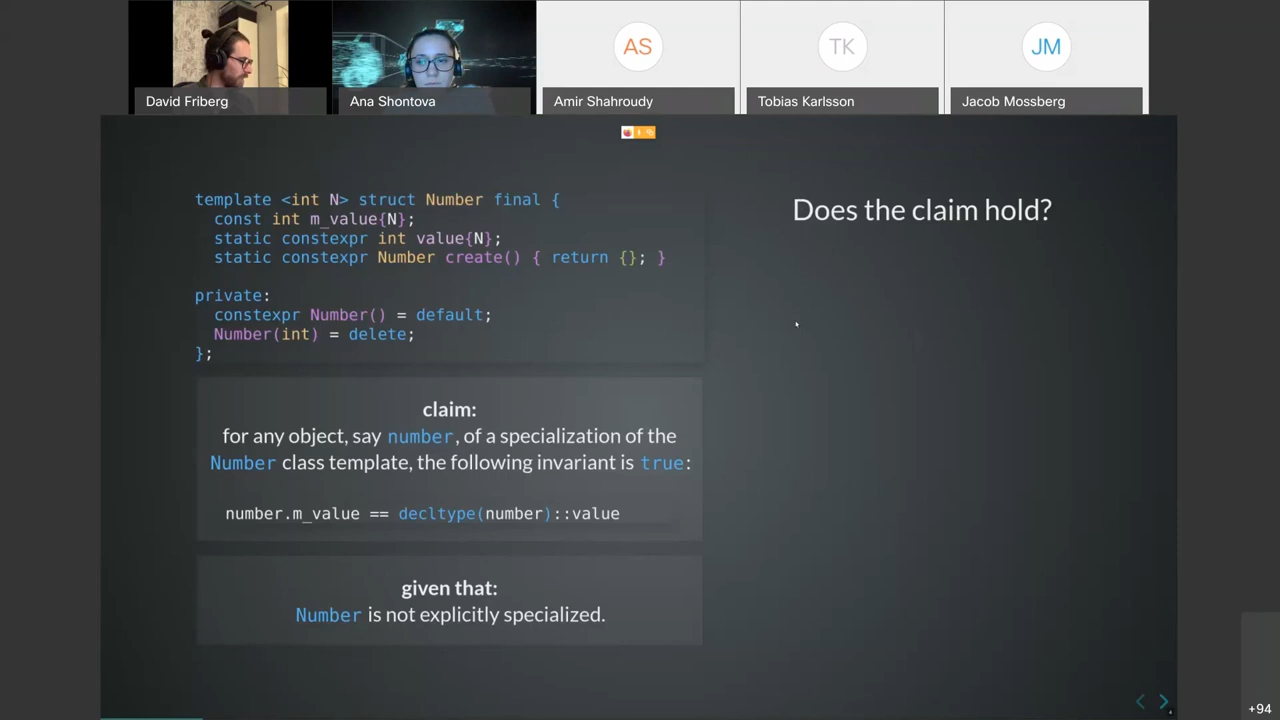 David Friberg
Ana Shontova
AS
Amir Shahroudy
TK
Tobias Karlsson
JM
Jacob Mossberg
template <int N> struct Number final {
const int m_value{N};
static constexpr int value{N};
static constexpr Number create() { return {}; }
private:
constexpr Number() = default;
Number(int) = delete;
};
claim:
for any object, say number, of a specialization of the
Number class template, the following invariant is true:
number.m_value == decltype(number)::value
given that:
Number is not explicitly specialized.
Does the claim hold?
4
+94